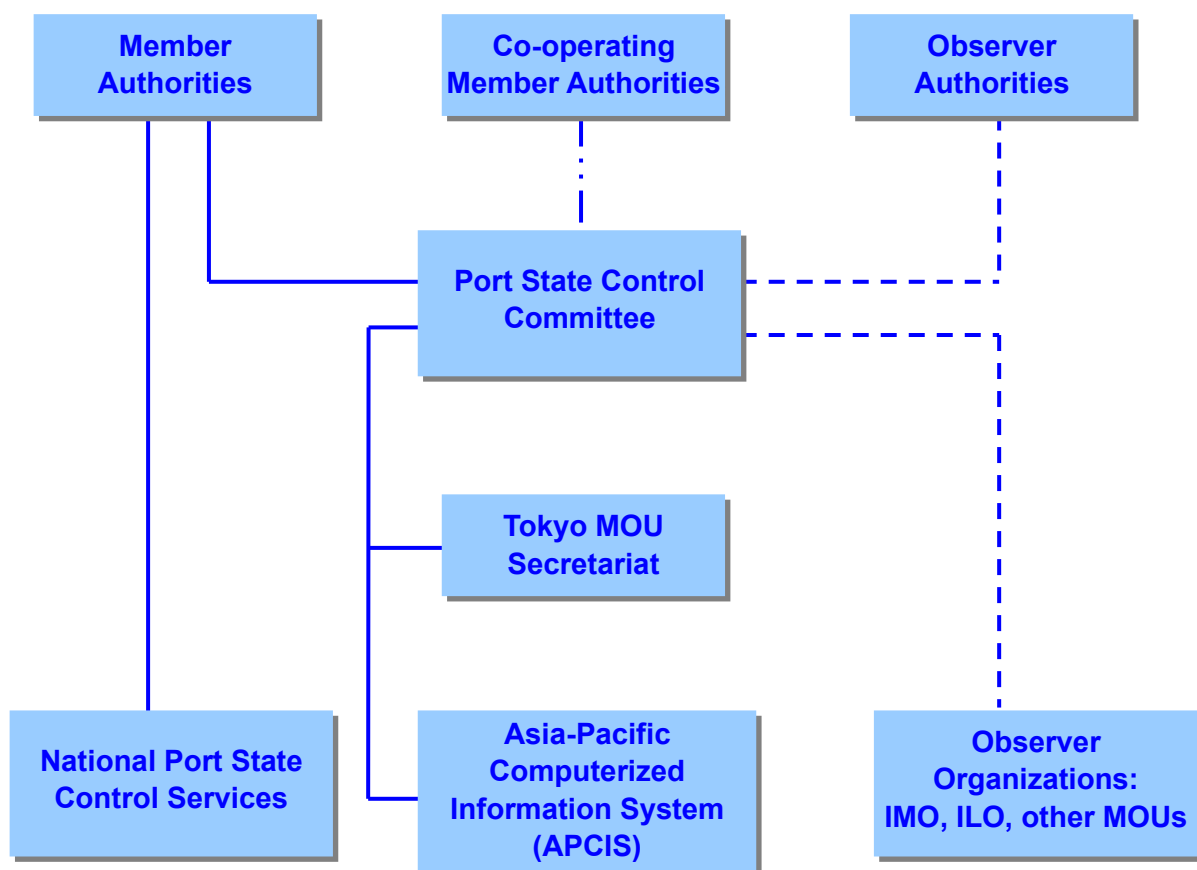 Member
Authorities
Co-operating
Member Authorities
Observer
Authorities
Port State Control
Committee
Tokyo MOU
Secretariat
National Port State
Control Services
Asia-Pacific
Computerized
Information System
(APCIS)
Observer
Organizations:
IMO, ILO, other MOUs